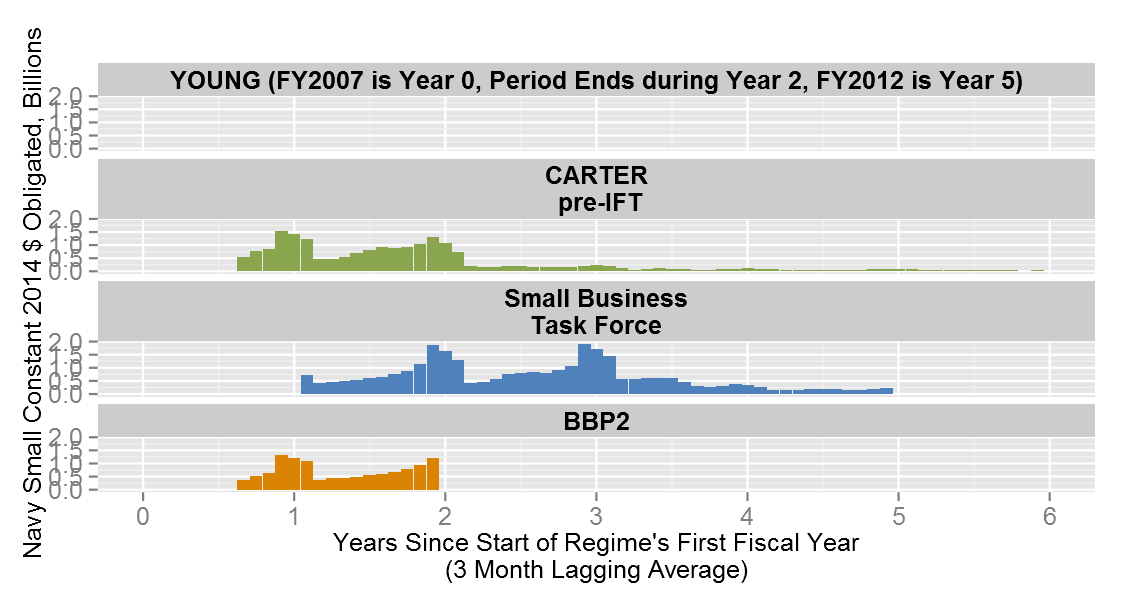 Navy Small Constant 2014 $ Obligated, Billions
YOUNG (FY2007 is Year 0, Period Ends during Year 2, FY2012 is Year 5)
2.0
1.5
1.0
0.5
0.0
CARTER
pre-IFT
2.0
1.5
1.0
0.5
0.0
Small Business
Task Force
2.0
1.5
1.0
0.5
0.0
BBP2
2.0
1.5
1.0
0.5
0.0
0 1 2 3 4 5 6
Years Since Start of Regime's First Fiscal Year
(3 Month Lagging Average)